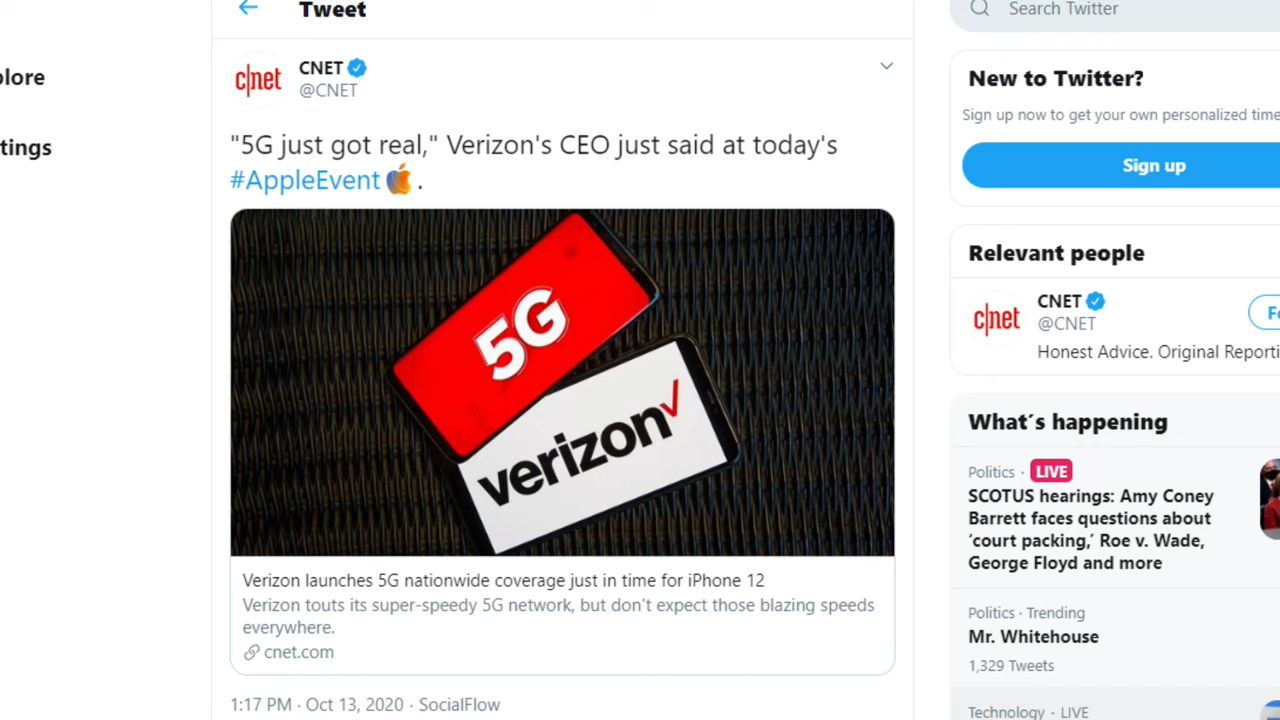 Tweet
Search Twitter
plore
ttings
CNET
@CNET
"5G just got real," Verizon's CEO just said at today's
#AppleEvent .
c|net
5G
verizon
Verizon launches 5G nationwide coverage just in time for iPhone 12
Verizon touts its super-speedy 5G network, but don't expect those blazing speeds
everywhere.
cnet.com
1:17 PM · Oct 13, 2020 · SocialFlow
New to Twitter?
Sign up now to get your own personalized time
Sign up
Relevant people
c|net
CNET
@CNET
Fo
Honest Advice. Original Reporti
What´s happening
Politics · LIVE
SCOTUS hearings: Amy Coney
Barrett faces questions about
‘court packing,’ Roe v. Wade,
George Floyd and more
Politics · Trending
Mr. Whitehouse
1,329 Tweets
Technology · LIVE